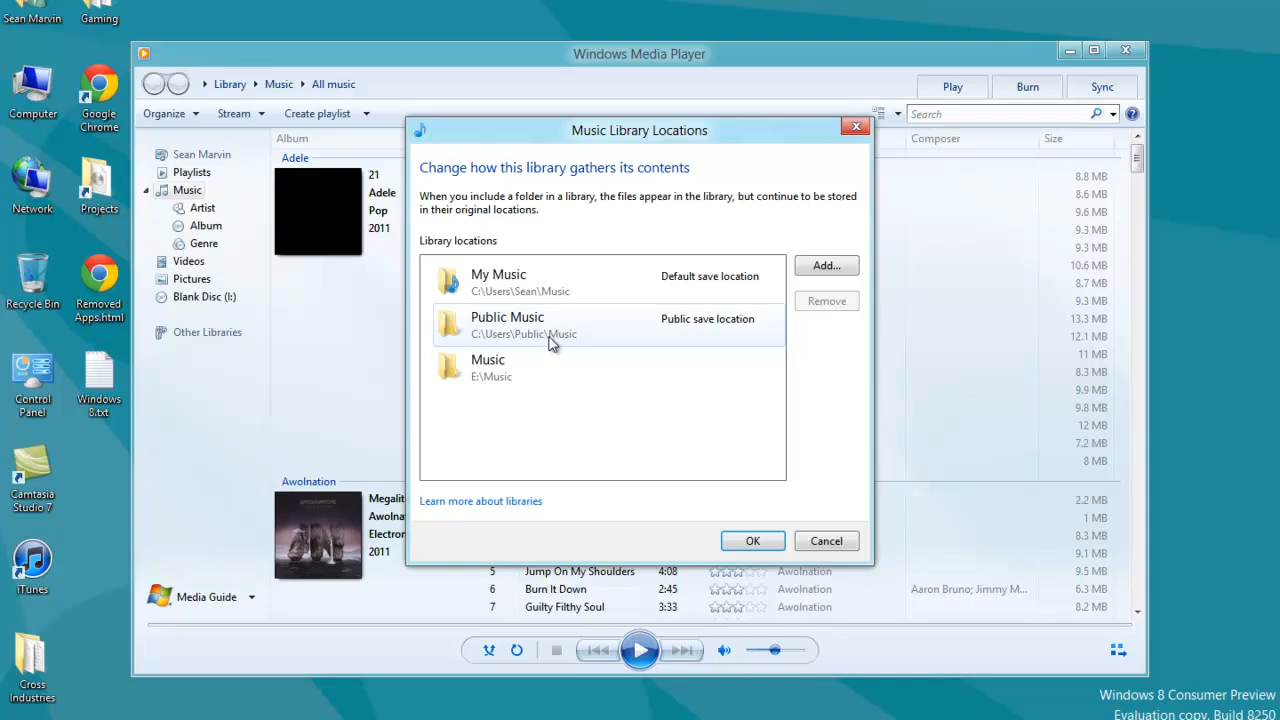 Sean Marvin
Gaming
Computer
Google
Chrome
Network
Projects
Recycle Bin
Removed
Apps.html
Control
Panel
Windows
8.txt
Camtasia
Studio 7
iTunes
Cross
Industries
Windows Media Player
Library
Music
All music
Play
Burn
Sync
Organize
Stream
Create playlist
Search
Album
Composer
Size
Sean Marvin
Playlists
Music
Artist
Album
Genre
Videos
Pictures
Blank Disc (I:)
Other Libraries
Media Guide
Adele
21
Adele
Pop
2011
Awolnation
Megalit
Awolna
Electror
2011
Music Library Locations
Change how this library gathers its contents
When you include a folder in a library, the files appear in the library, but continue to be stored
in their original locations.
Library locations
My Music
C:\Users\Sean\Music
Default save location
Public Music
C:\Users\Public\Music
Public save location
Music
E:\Music
Add...
Remove
Learn more about libraries
OK
Cancel
8.8 MB
8.6 MB
9.6 MB
9.3 MB
9.3 MB
10.6 MB
8.7 MB
9.3 MB
13.3 MB
12.1 MB
11 MB
8.3 MB
9.9 MB
9.8 MB
12 MB
7.2 MB
8 MB
2.2 MB
1 MB
8.3 MB
9.1 MB
5 Jump On My Shoulders 4:08 Awolnation 9.5 MB
6 Burn It Down 2:45 Awolnation Aaron Bruno; Jimmy M... 6.3 MB
7 Guilty Filthy Soul 3:33 Awolnation 8.2 MB
Windows 8 Consumer Preview
Evaluation copy. Build 8250